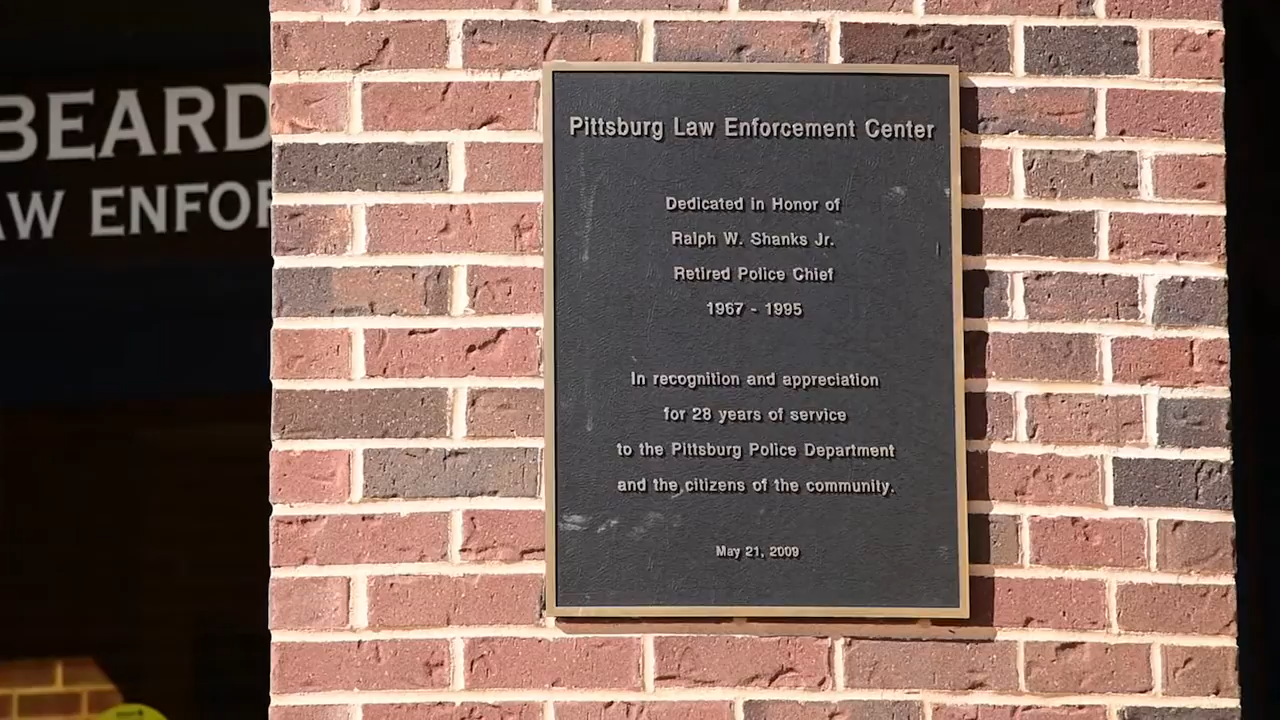 BEARD
AW ENFO
Pittsburg Law Enforcement Center
Dedicated in Honor of
Ralph W. Shanks Jr.
Retired Police Chief
1967 - 1995
In recognition and appreciation
for 28 years of service
to the Pittsburg Police Department
and the citizens of the community.
May 21, 2009